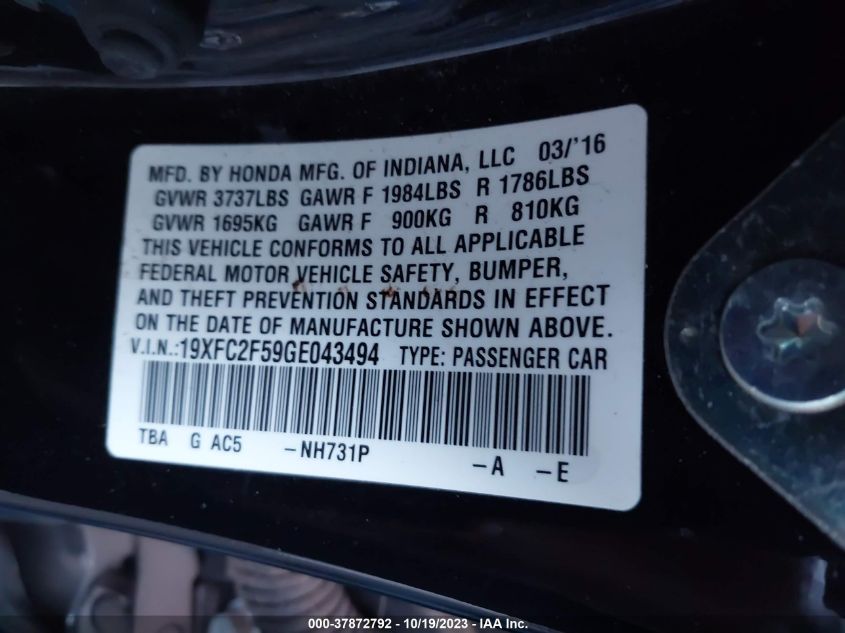 MFD. BY HONDA MFG. OF INDIANA, LLC 03/'16
GVWR 3737LBS GAWR F 1984LBS R 1786LBS
GVWR 1695KG GAWR F 900KG R 810KG
THIS VEHICLE CONFORMS TO ALL APPLICABLE
FEDERAL MOTOR VEHICLE SAFETY, BUMPER,
AND THEFT PREVENTION STANDARDS IN EFFECT
ON THE DATE OF MANUFACTURE SHOWN ABOVE.
V.I.N.:19XFC2F59GE043494 TYPE: PASSENGER CAR
TBA G AC5 –NH731P –A –E
000-37872792 - 10/19/2023 - IAA Inc.